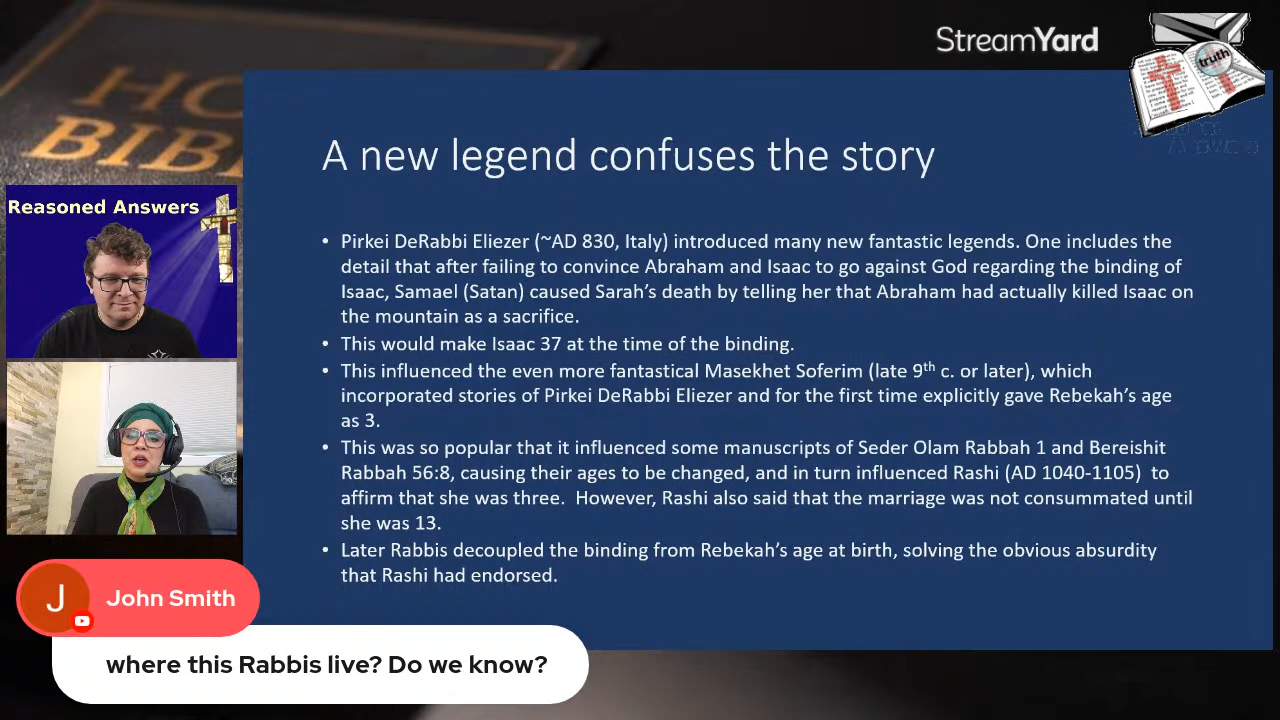 HO
BIB
StreamYard
truth
A new legend confuses the story
• Pirkei DeRabbi Eliezer (~AD 830, Italy) introduced many new fantastic legends. One includes the
detail that after failing to convince Abraham and Isaac to go against God regarding the binding of
Isaac, Samael (Satan) caused Sarah's death by telling her that Abraham had actually killed Isaac on
the mountain as a sacrifice.
• This would make Isaac 37 at the time of the binding.
• This influenced the even more fantastical Masekhet Soferim (late 9th c. or later), which
incorporated stories of Pirkei DeRabbi Eliezer and for the first time explicitly gave Rebekah's age
as 3.
• This was so popular that it influenced some manuscripts of Seder Olam Rabbah 1 and Bereishit
Rabbah 56:8, causing their ages to be changed, and in turn influenced Rashi (AD 1040-1105) to
affirm that she was three. However, Rashi also said that the marriage was not consummated until
she was 13.
• Later Rabbis decoupled the binding from Rebekah's age at birth, solving the obvious absurdity
that Rashi had endorsed.
Reasoned Answers
J
John Smith
where this Rabbis live? Do we know?